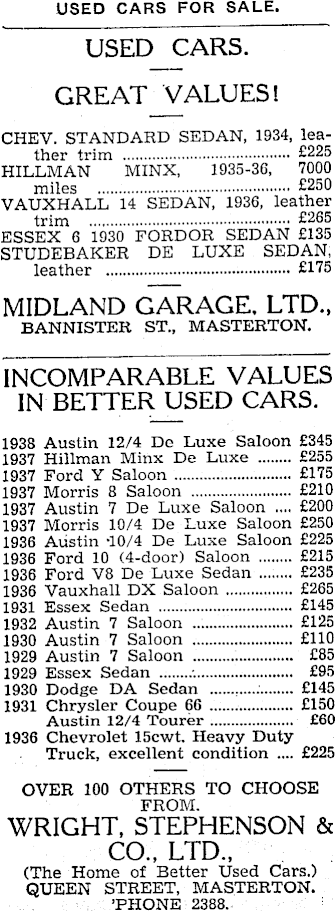 USED CARS FOR SALE.
USED CARS.
GREAT VALUES!
CHEV. STANDARD SEDAN, 1934, lea-
ther trim .......... £225
HILLMAN MINX, 1935-36, 7000
miles .......... £250
VAUXHALL 14 SEDAN, 1936, leather
trim .......... £265
ESSEX 6 1930 FORDOR SEDAN £135
STUDEBAKER DE LUXE SEDAN,
leather .......... £175
MIDLAND GARAGE, LTD.,
BANNISTER ST., MASTERTON.
INCOMPARABLE VALUES
IN BETTER USED CARS.
1938 Austin 12/4 De Luxe Saloon £345
1937 Hillman Minx De Luxe ........ £255
1937 Ford Y Saloon .......... £175
1937 Morris 8 Saloon .......... £210
1937 Austin 7 De Luxe Saloon .... £200
1937 Morris 10/4 De Luxe Saloon £250
1936 Austin 10/4 De Luxe Saloon £225
1936 Ford 10 (4-door) Saloon ........ £215
1936 Ford V8 De Luxe Sedan ........ £235
1936 Vauxhall DX Saloon .......... £265
1931 Essex Sedan .......... £145
1932 Austin 7 Saloon .......... £125
1930 Austin 7 Saloon .......... £110
1929 Austin 7 Saloon .......... £85
1929 Essex Sedan .......... £95
1930 Dodge DA Sedan .......... £145
1931 Chrysler Coupe 66 .......... £150
Austin 12/4 Tourer .......... £60
1936 Chevrolet 15cwt. Heavy Duty
Truck, excellent condition .... £225
OVER 100 OTHERS TO CHOOSE
FROM.
WRIGHT, STEPHENSON &
CO., LTD.,
(The Home of Better Used Cars.)
QUEEN STREET, MASTERTON.
'PHONE 2388.